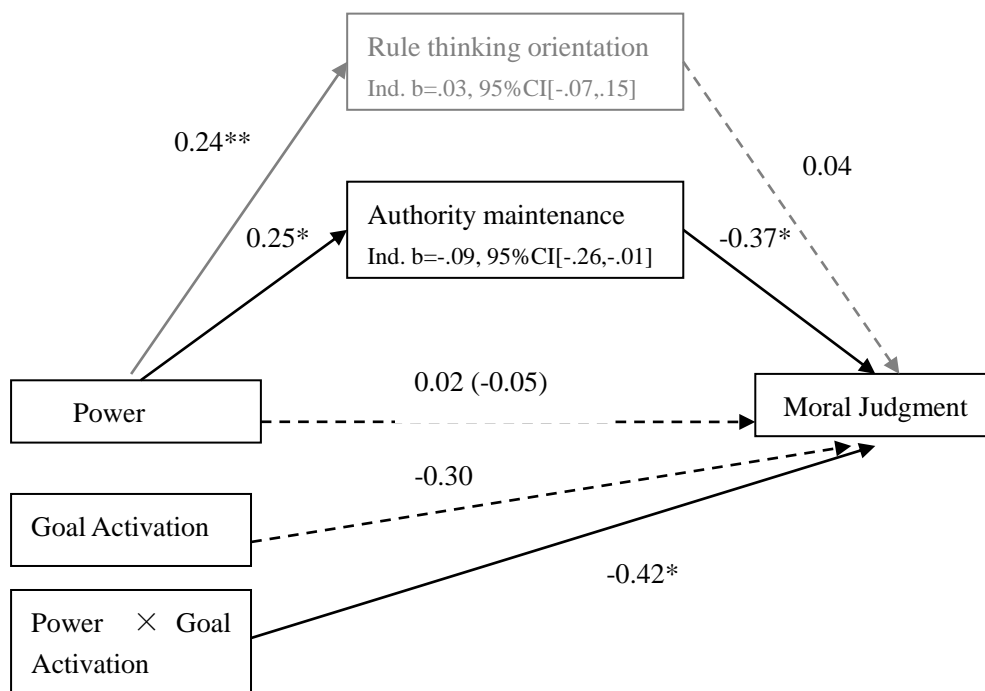 Rule thinking orientation
Ind. b=.03, 95%CI[-.07,.15]
0.24**
0.04
Authority maintenance
Ind. b=-.09, 95%CI[-.26,-.01]
0.25*
-0.37*
0.02 (-0.05)
Power
Moral Judgment
-0.30
Goal Activation
-0.42*
Power × Goal
Activation